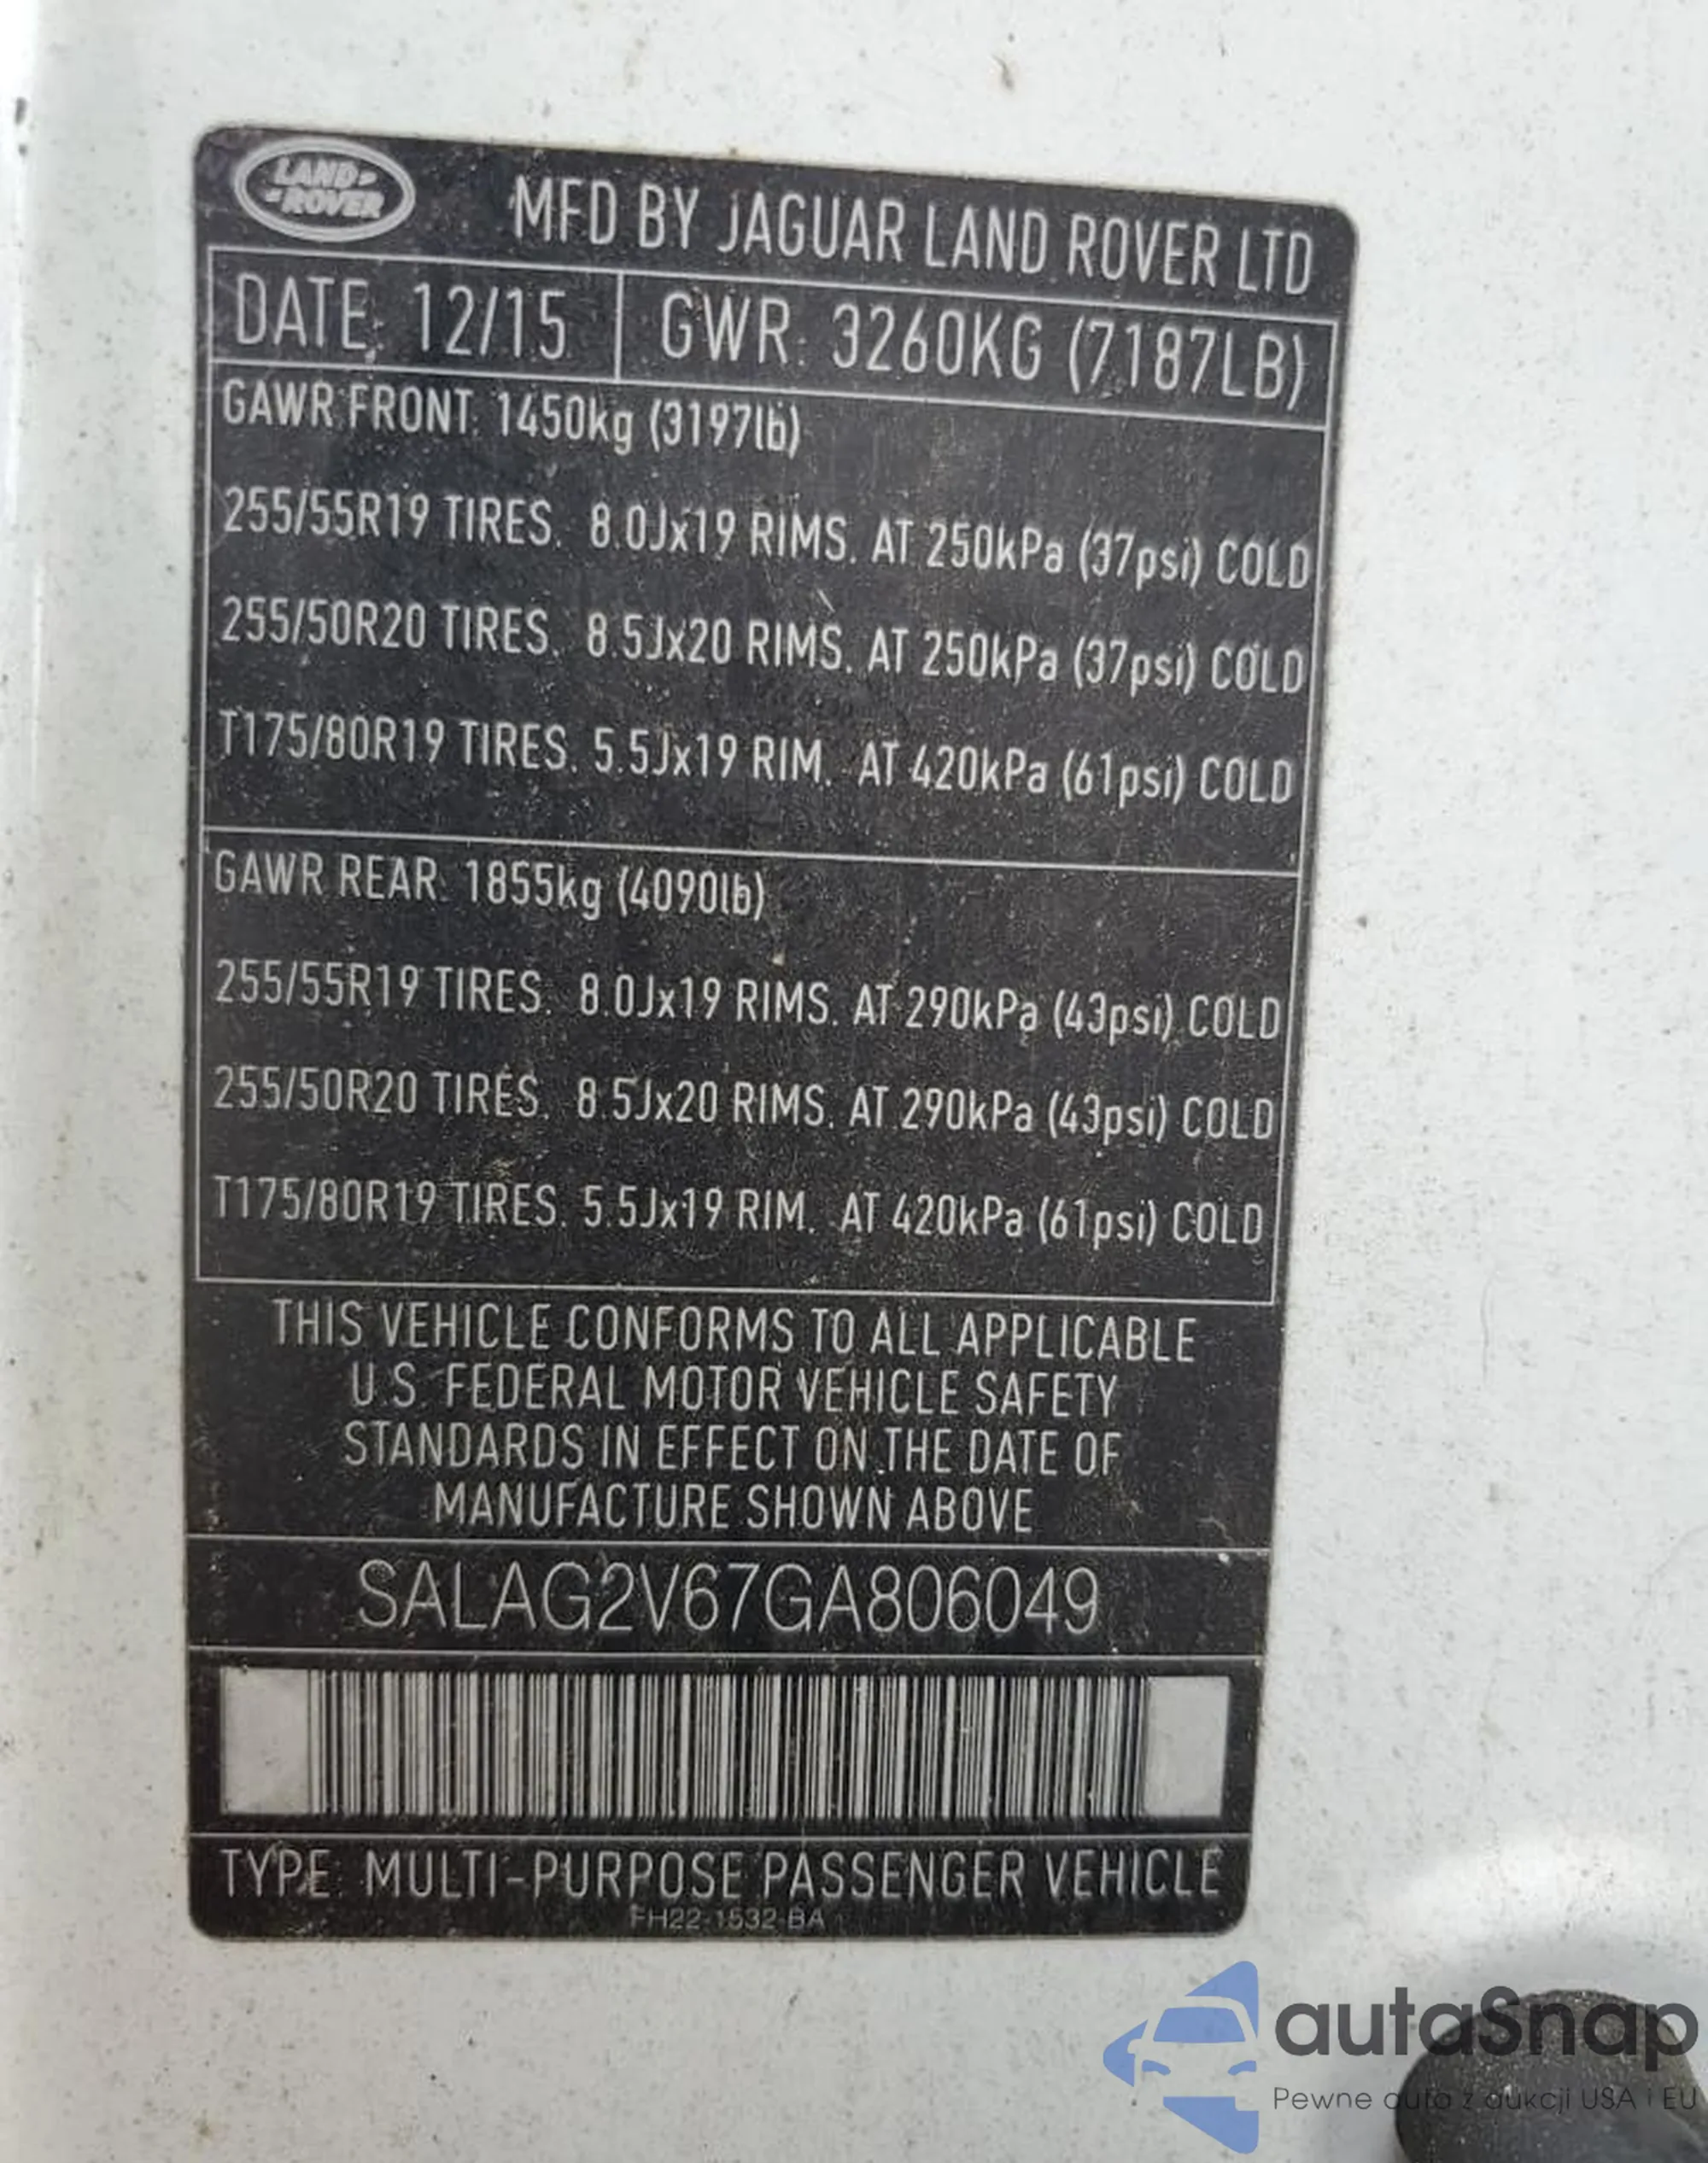 LAND
ROVER
MFD BY JAGUAR LAND ROVER LTD
DATE: 12/15 GWR: 3260KG (7187LB)
GAWR FRONT: 1450kg (3197lb)
255/55R19 TIRES. 8.0Jx19 RIMS. AT 250kPa (37psi) COLD
255/50R20 TIRES. 8.5Jx20 RIMS. AT 250kPa (37psi) COLD
T175/80R19 TIRES. 5.5Jx19 RIM. AT 420kPa (61psi) COLD
GAWR REAR: 1855kg (4090lb)
255/55R19 TIRES. 8.0Jx19 RIMS. AT 290kPa (43psi) COLD
255/50R20 TIRES. 8.5Jx20 RIMS. AT 290kPa (43psi) COLD
T175/80R19 TIRES. 5.5Jx19 RIM. AT 420kPa (61psi) COLD
THIS VEHICLE CONFORMS TO ALL APPLICABLE
U.S. FEDERAL MOTOR VEHICLE SAFETY
STANDARDS IN EFFECT ON THE DATE OF
MANUFACTURE SHOWN ABOVE
SALAG2V67GA806049
TYPE: MULTI-PURPOSE PASSENGER VEHICLE
FH22-1532-BA
autaSnap
Pewne auta z aukcji USA i EU